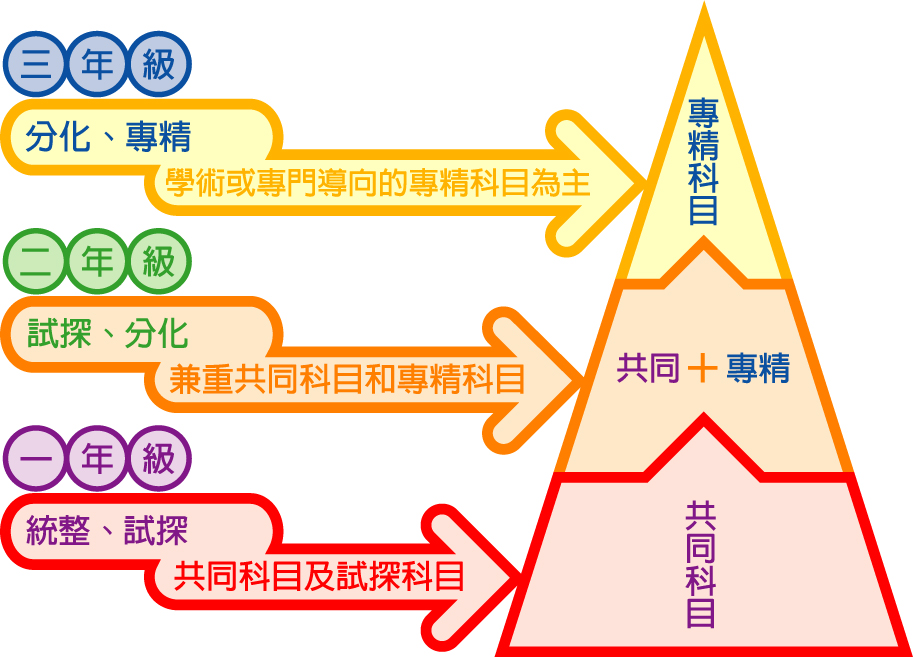 三年級
分化、專精
學術或專門導向的專精科目為主
專精科目
二年級
試探、分化
兼重共同科目和專精科目
共同＋專精
一年級
統整、試探
共同科目及試探科目
共同科目